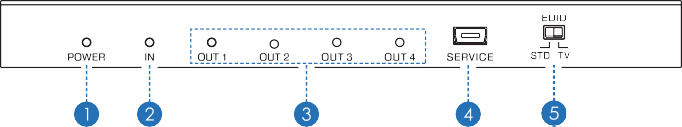 EDID
POWER IN OUT 1 OUT 2 OUT 3 OUT 4 SERVICE STD TV
1 2 3 4 5